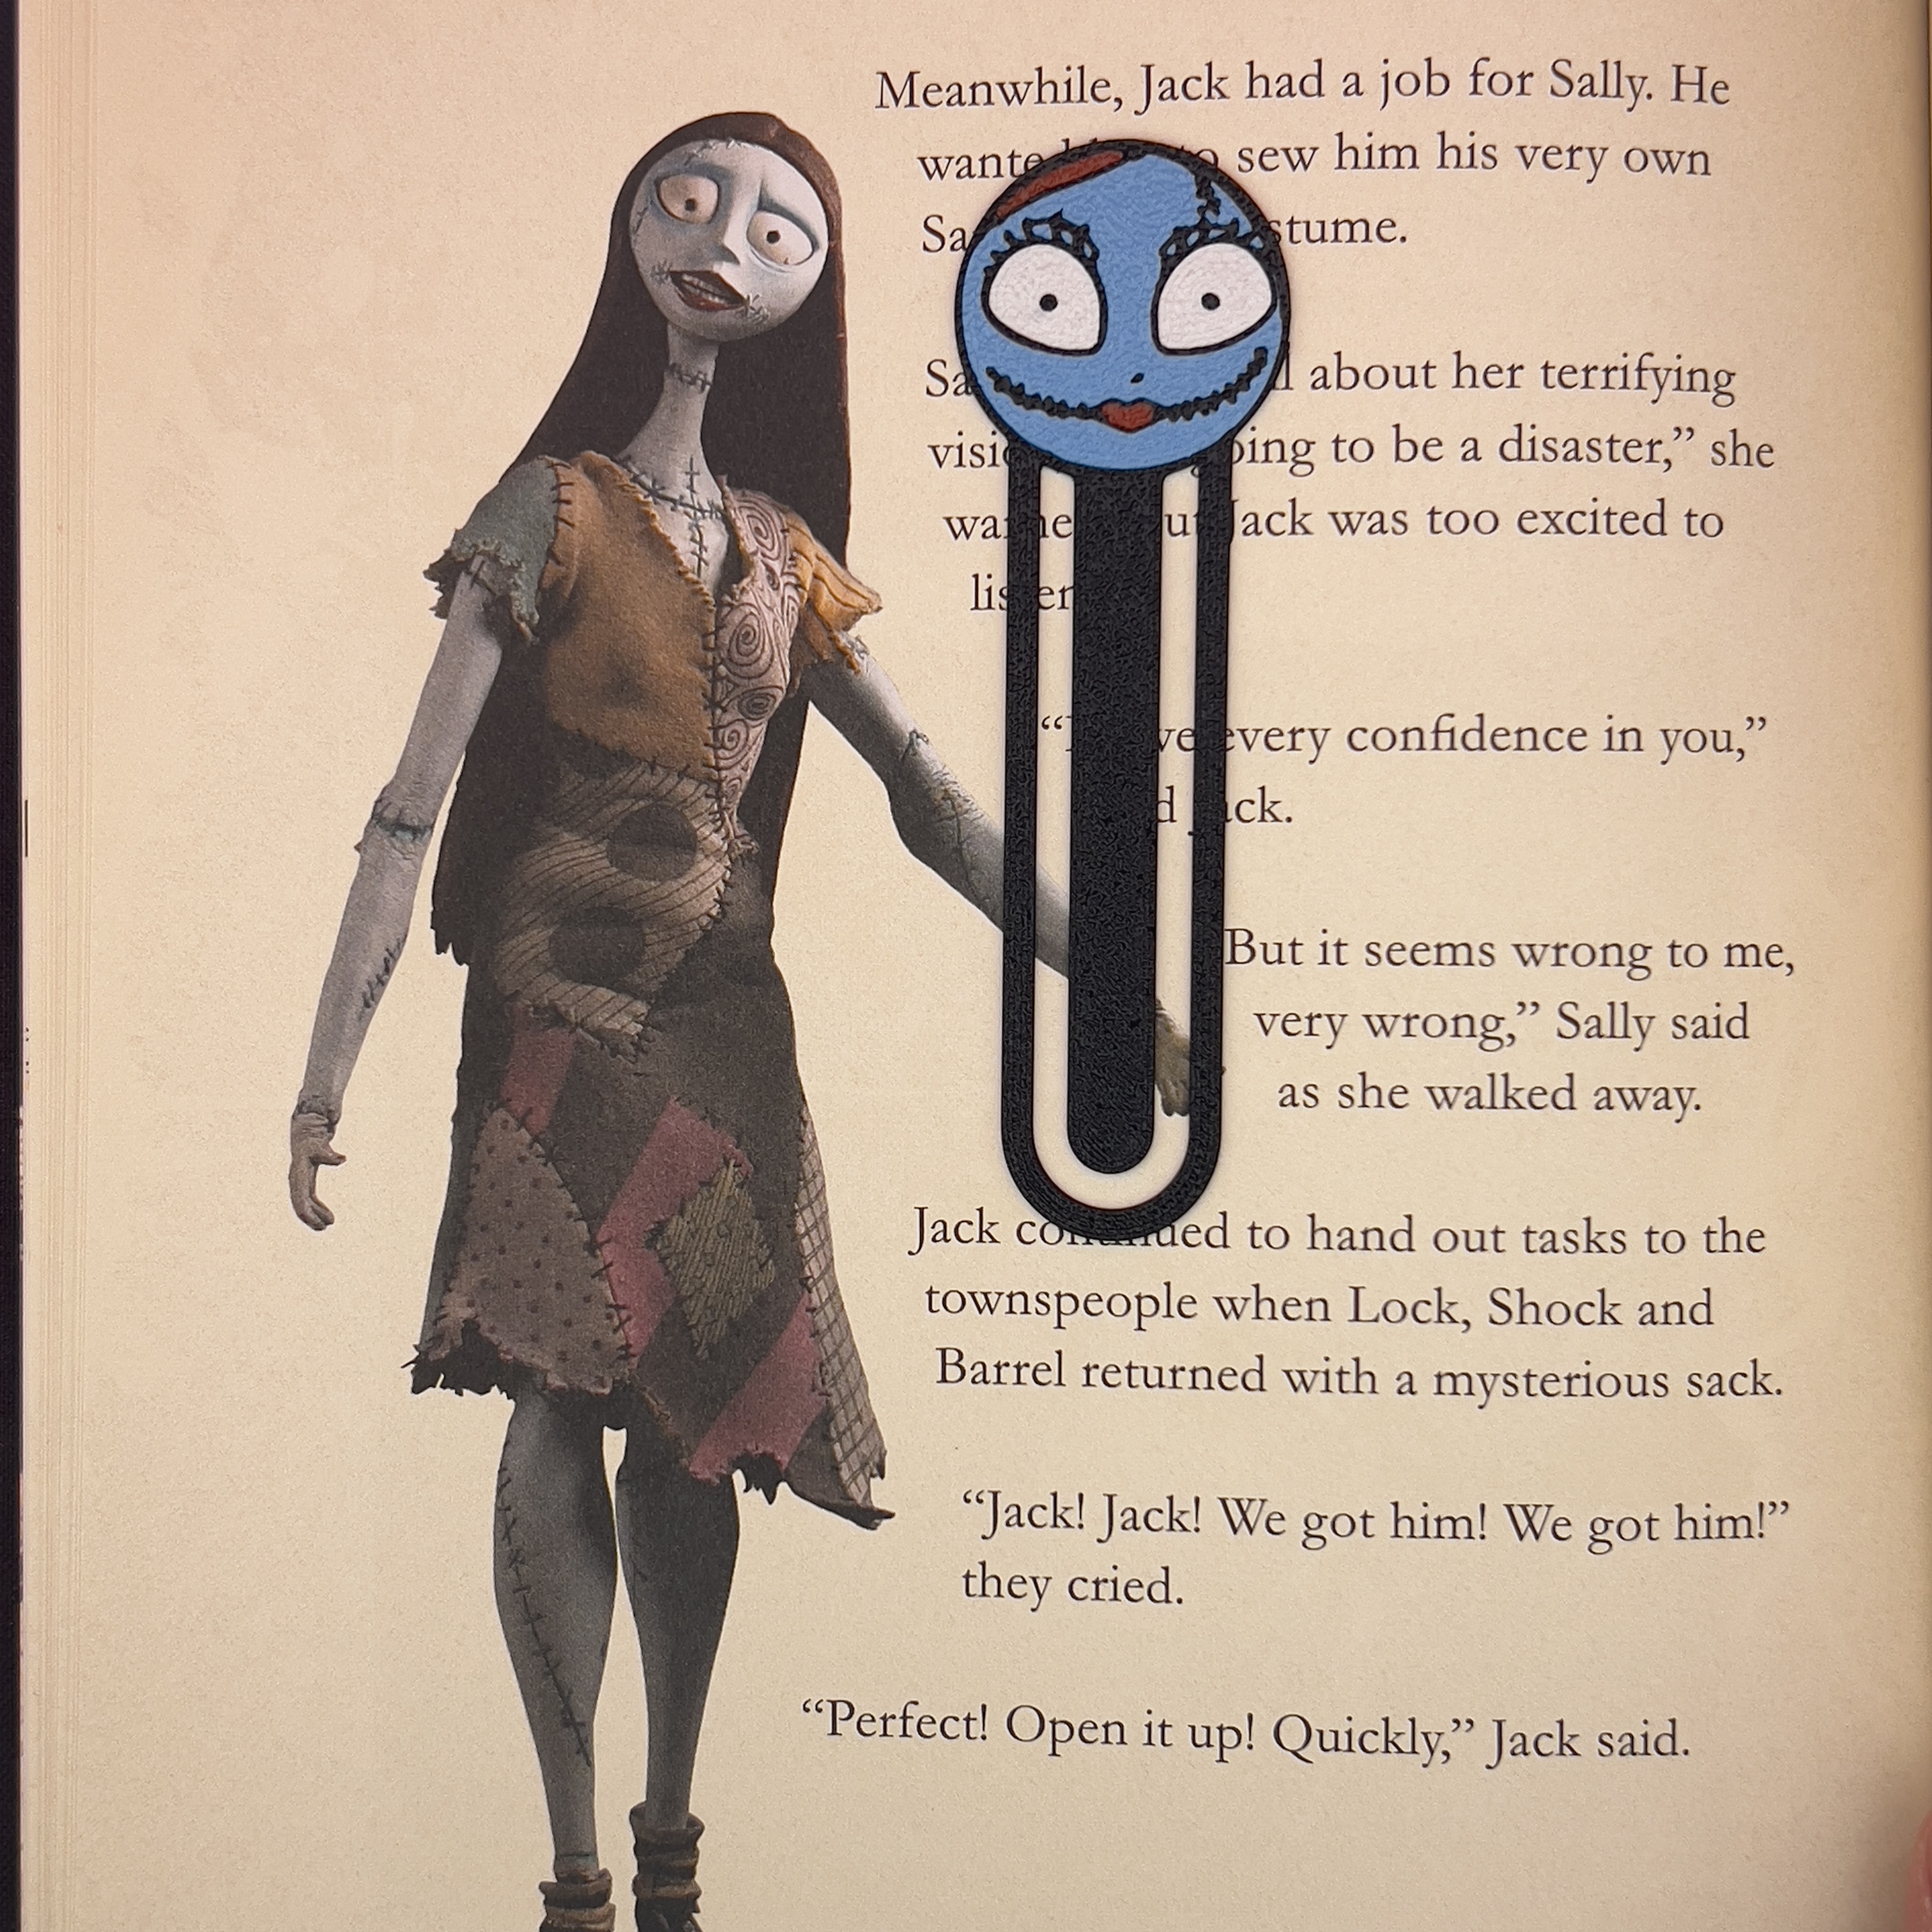 Meanwhile, Jack had a job for Sally. He
sew him his very own
about her terrifying
to be a disaster,” she
Jack was too excited to
every confidence in you,”
But it seems wrong to me,
very wrong,” Sally said
as she walked away.
Jack to hand out tasks to the
townspeople when Lock, Shock and
Barrel returned with a mysterious sack.
“Jack! Jack! We got him! We got him!”
they cried.
“Perfect! Open it up! Quickly,” Jack said.